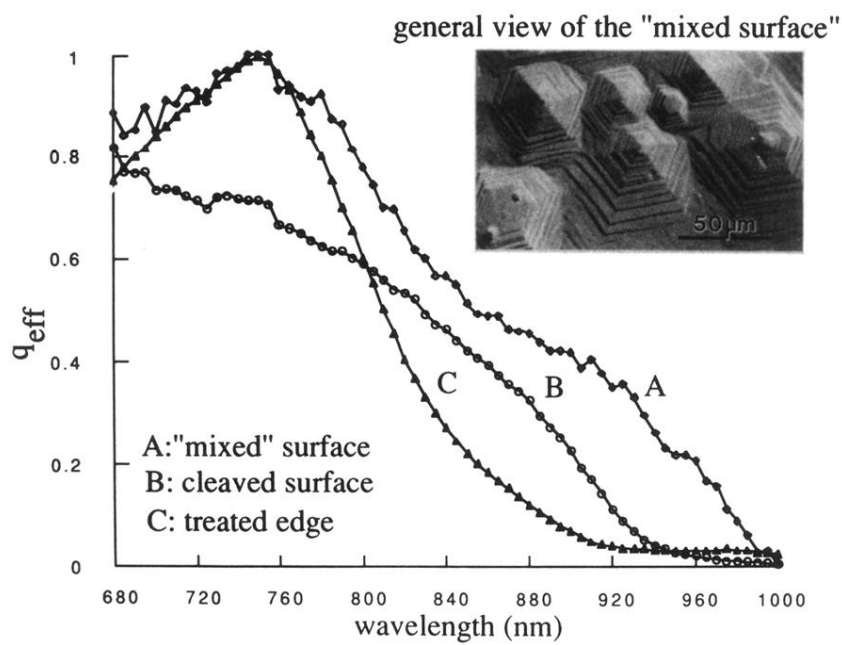 general view of the "mixed surface"
50 µm
1
0.8
0.6
0.4
0.2
0
q_eff
C
B
A
A:"mixed" surface
B: cleaved surface
C: treated edge
680 720 760 800 840 880 920 960 1000
wavelength (nm)